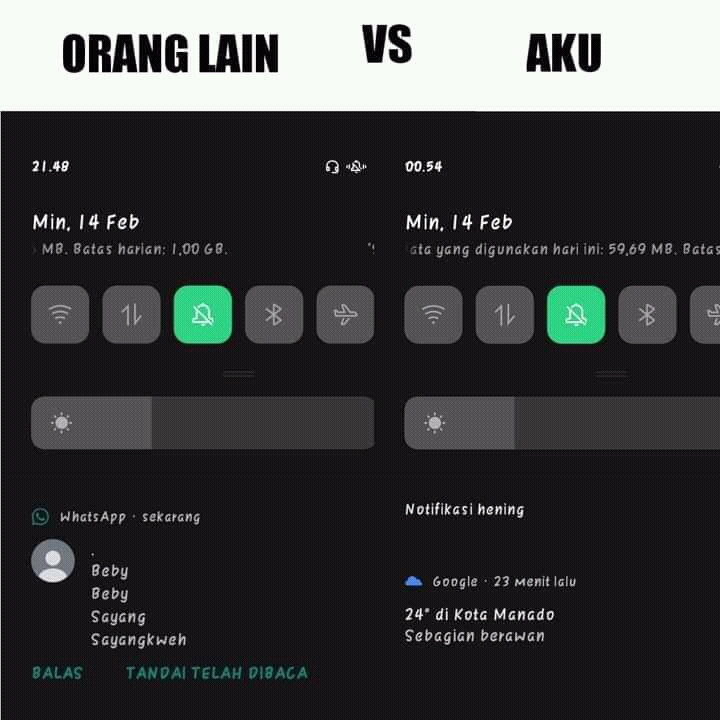 ORANG LAIN
VS
AKU
21.48
Min, 14 Feb
MB. Batas harian: 1,00 GB.
WhatsApp · sekarang
.
Beby
Beby
Sayang
Sayangkweh
BALAS
TANDAI TELAH DIBACA
00.54
Min, 14 Feb
ata yang digunakan hari ini: 59,69 MB. Batas
Notifikasi hening
Google · 23 menit lalu
24° di Kota Manado
Sebagian berawan